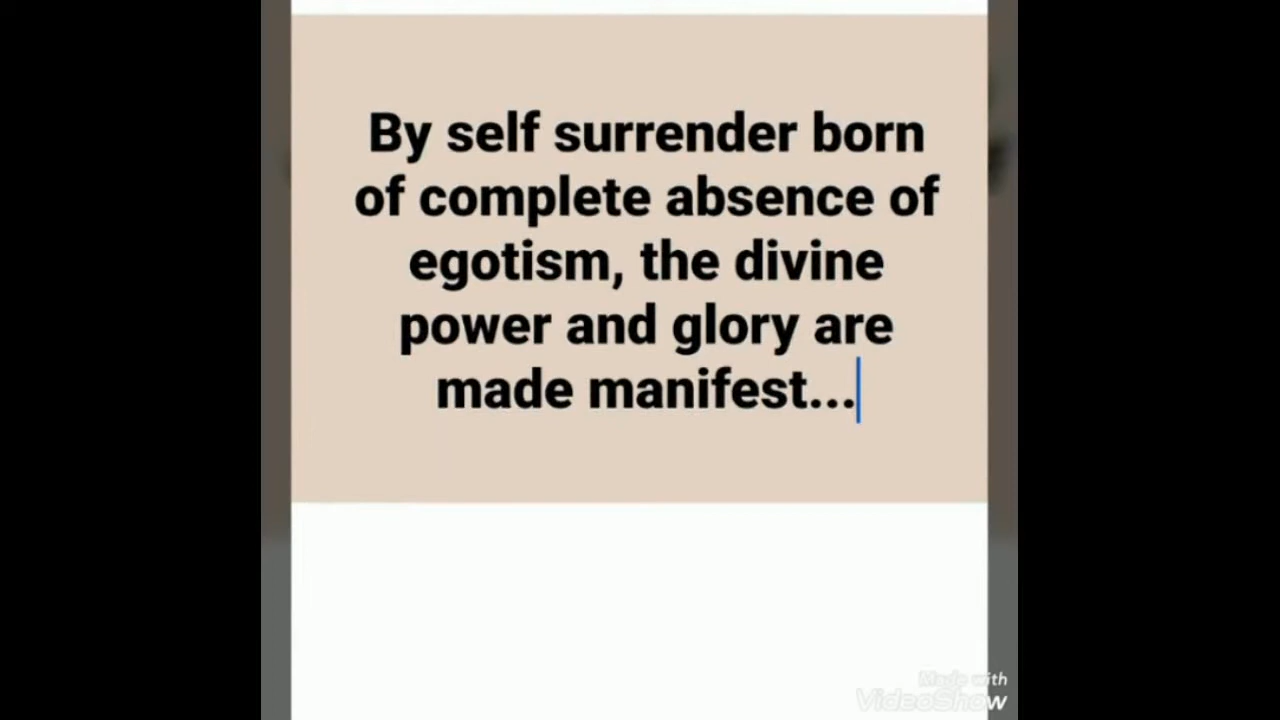 By self surrender born
of complete absence of
egotism, the divine
power and glory are
made manifest...
Made with
VideoShow